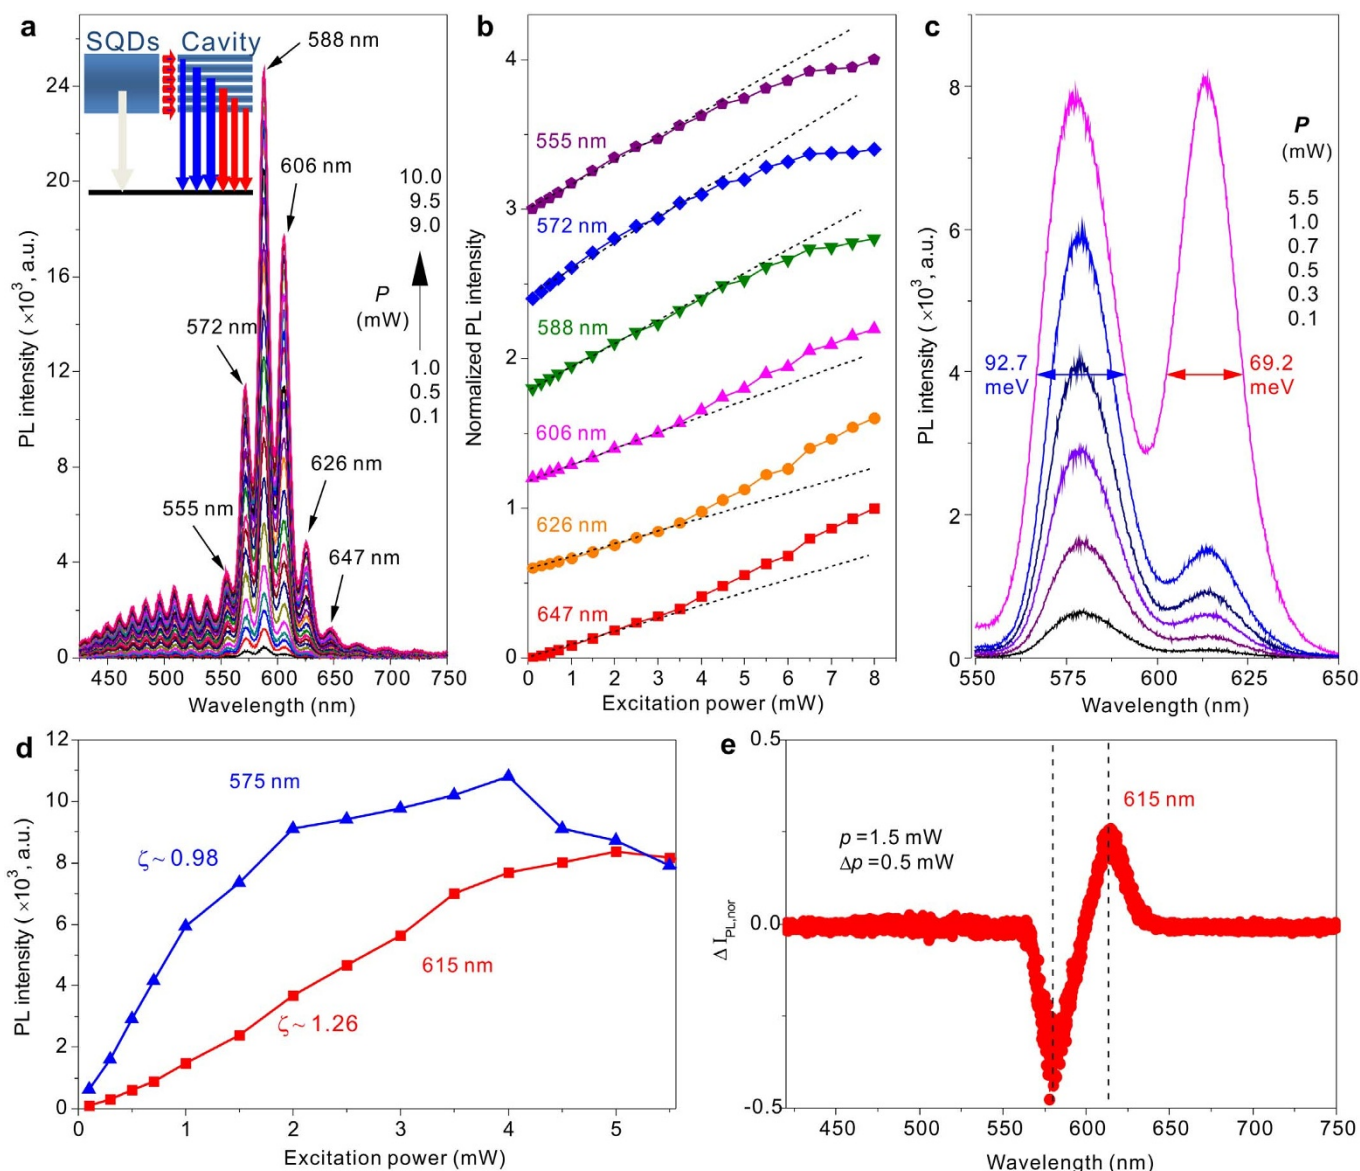 a
SQDs Cavity
588 nm
606 nm
572 nm
555 nm
626 nm
647 nm
10.0
9.5
9.0
P
(mW)
1.0
0.5
0.1
PL intensity ( ×10³, a.u.)
24
20
16
12
8
4
0
450 500 550 600 650 700 750
Wavelength (nm)
b
555 nm
572 nm
588 nm
606 nm
626 nm
647 nm
Normalized PL intensity
4
3
2
1
0
0 1 2 3 4 5 6 7 8
Excitation power (mW)
c
P
(mW)
5.5
1.0
0.7
0.5
0.3
0.1
92.7
meV
69.2
meV
PL intensity ( ×10³, a.u.)
8
6
4
2
0
550 575 600 625 650
Wavelength (nm)
d
575 nm
ζ~ 0.98
615 nm
ζ~ 1.26
PL intensity ( ×10³, a.u.)
12
10
8
6
4
2
0
0 1 2 3 4 5
Excitation power (mW)
e
615 nm
p =1.5 mW
Δp =0.5 mW
Δ I PL,nor
0.5
0.0
-0.5
450 500 550 600 650 700 750
Wavelength (nm)